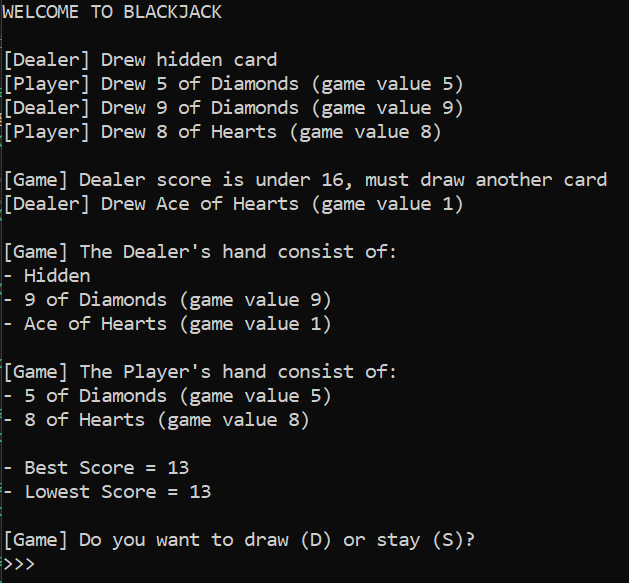 WELCOME TO BLACKJACK
[Dealer] Drew hidden card
[Player] Drew 5 of Diamonds (game value 5)
[Dealer] Drew 9 of Diamonds (game value 9)
[Player] Drew 8 of Hearts (game value 8)
[Game] Dealer score is under 16, must draw another card
[Dealer] Drew Ace of Hearts (game value 1)
[Game] The Dealer's hand consist of:
- Hidden
- 9 of Diamonds (game value 9)
- Ace of Hearts (game value 1)
[Game] The Player's hand consist of:
- 5 of Diamonds (game value 5)
- 8 of Hearts (game value 8)
- Best Score = 13
- Lowest Score = 13
[Game] Do you want to draw (D) or stay (S)?
>>>